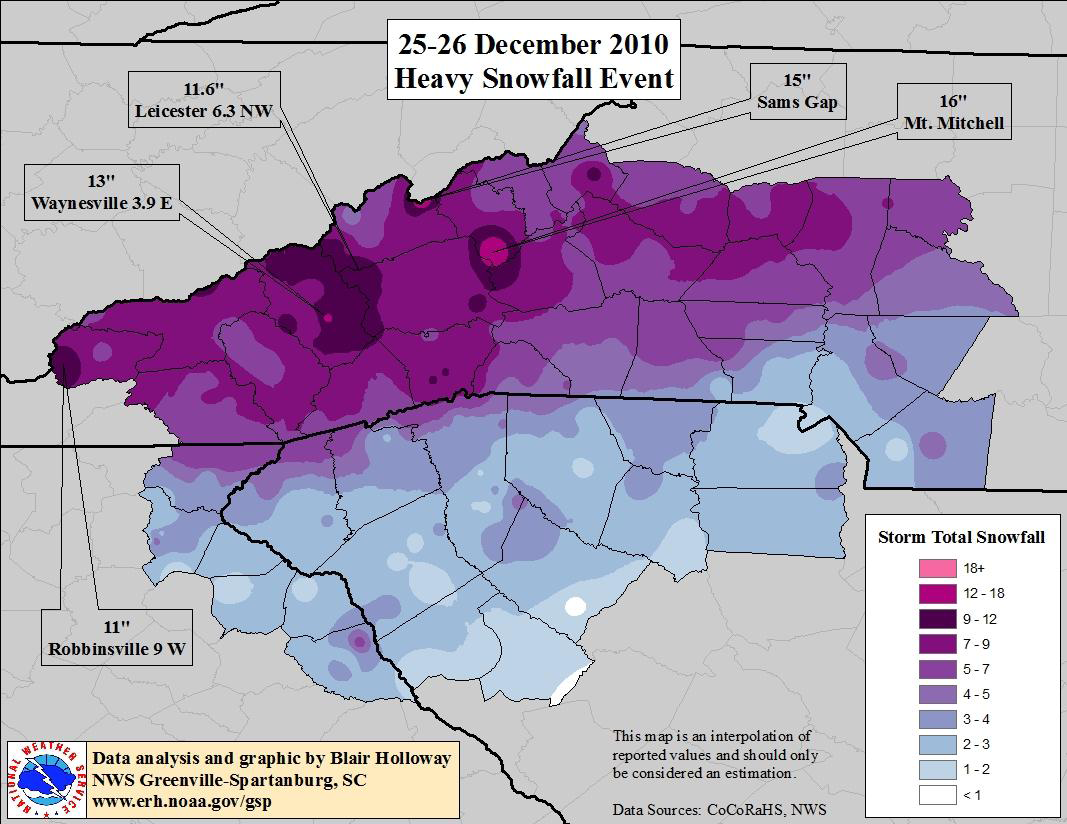 25-26 December 2010
Heavy Snowfall Event
11.6"
Leicester 6.3 NW
15"
Sams Gap
16"
Mt. Mitchell
13"
Waynesville 3.9 E
11"
Robbinsville 9 W
Storm Total Snowfall
18+
12 - 18
9 - 12
7 - 9
5 - 7
4 - 5
3 - 4
2 - 3
1 - 2
< 1
This map is an interpolation of
reported values and should only
be considered an estimation.
Data Sources: CoCoRaHS, NWS
NATIONAL WEATHER SERVICE
Data analysis and graphic by Blair Holloway
NWS Greenville-Spartanburg, SC
www.erh.noaa.gov/gsp